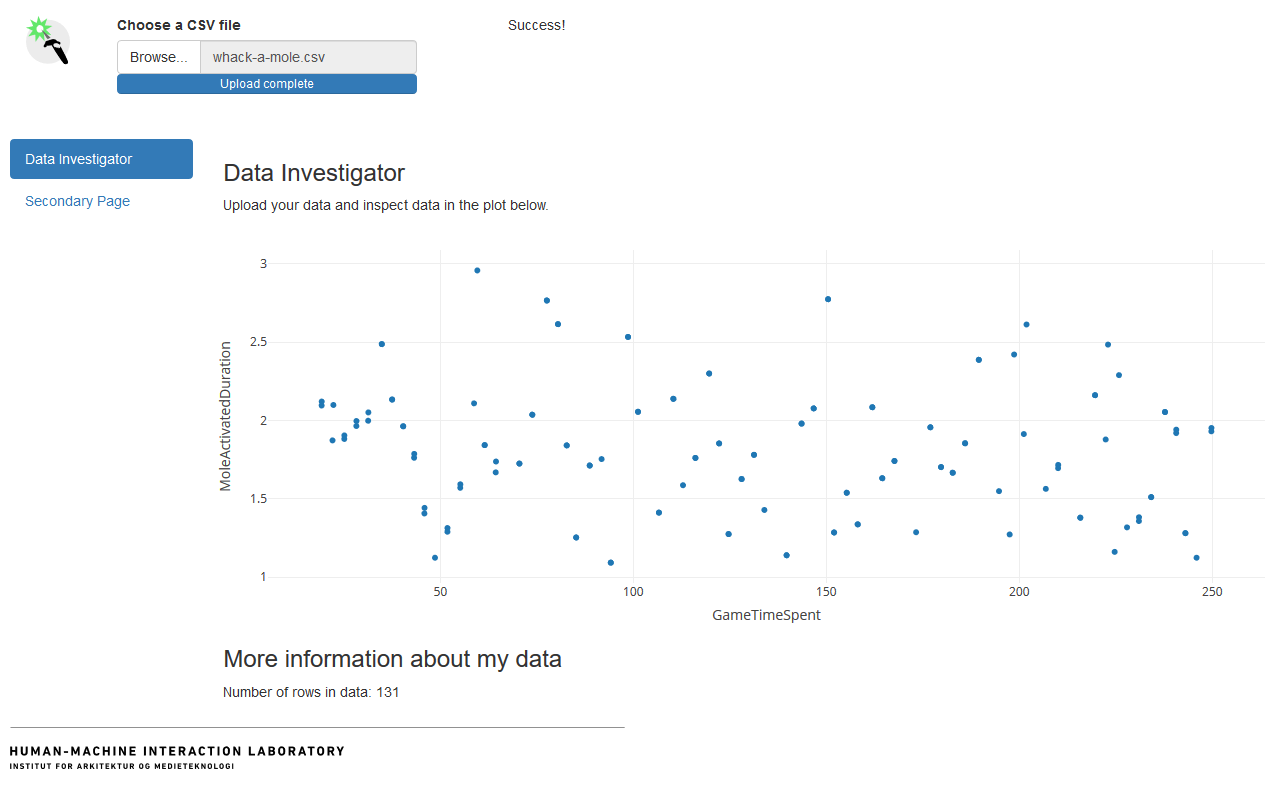 Choose a CSV file
Success!
Browse...
whack-a-mole.csv
Upload complete
Data Investigator
Secondary Page
Data Investigator
Upload your data and inspect data in the plot below.
3
2.5
2
1.5
1
MoleActivatedDuration
50
100
150
200
250
GameTimeSpent
More information about my data
Number of rows in data: 131
HUMAN-MACHINE INTERACTION LABORATORY
INSTITUT FOR ARKITEKTUR OG MEDIETEKNOLOGI